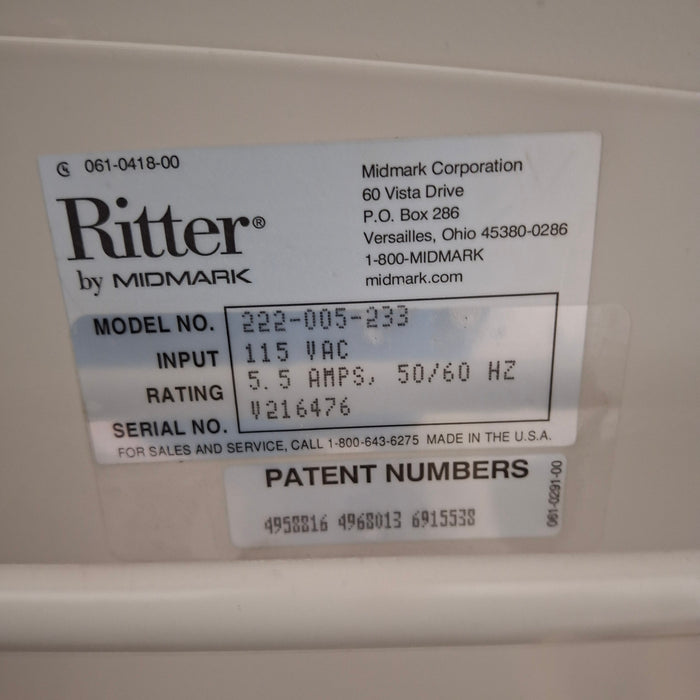 061-0418-00
Ritter®
by MIDMARK
Midmark Corporation
60 Vista Drive
P.O. Box 286
Versailles, Ohio 45380-0286
1-800-MIDMARK
midmark.com
MODEL NO. 222-005-233
INPUT 115 VAC
RATING 5.5 AMPS, 50/60 HZ
SERIAL NO. V216476
FOR SALES AND SERVICE, CALL 1-800-643-6275 MADE IN THE U.S.A.
PATENT NUMBERS
4958816 4968013 6915538
061-0291-00